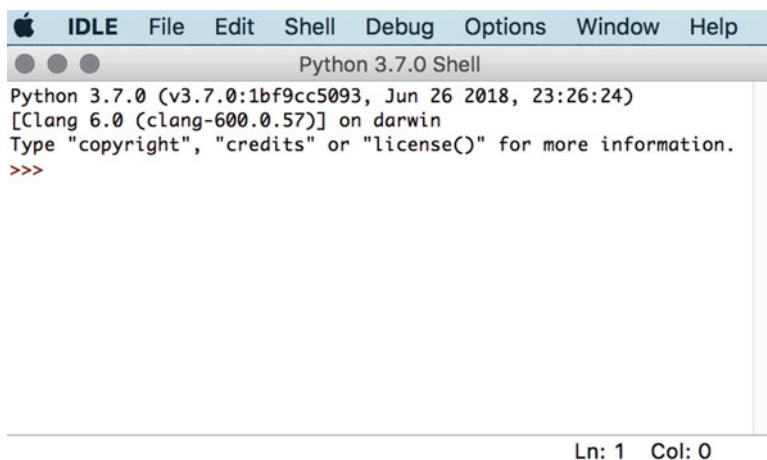 IDLE File Edit Shell Debug Options Window Help
Python 3.7.0 Shell
Python 3.7.0 (v3.7.0:1bf9cc5093, Jun 26 2018, 23:26:24)
[Clang 6.0 (clang-600.0.57)] on darwin
Type "copyright", "credits" or "license()" for more information.
>>>
Ln: 1 Col: 0